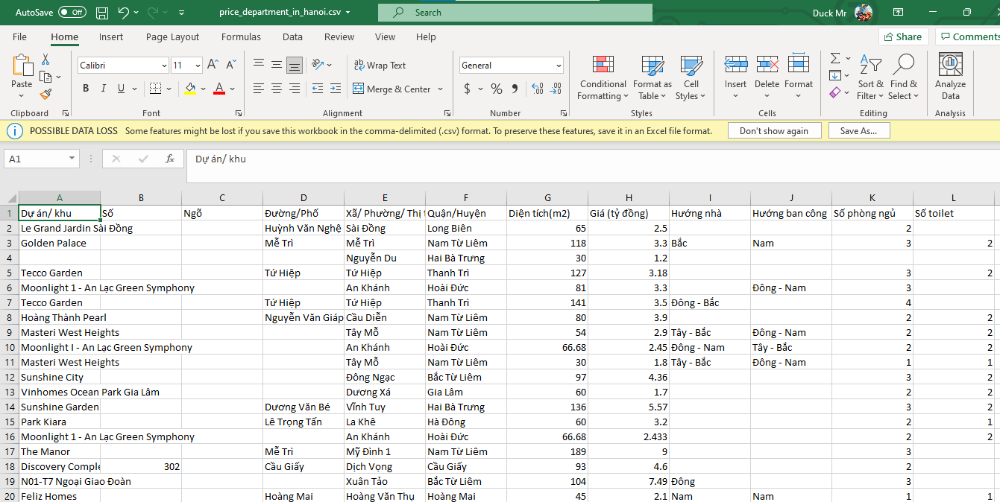 AutoSave Off price_department_in_hanoi.csv Search Duck Mr
File Home Insert Page Layout Formulas Data Review View Help Share Comments
Calibri 11 Wrap Text General
Paste B I U Merge & Center $ % Conditional Formatting Format as Table Cell Styles Insert Delete Format Sort & Filter Find & Select Analyze Data
Clipboard Font Alignment Number Styles Cells Editing Analysis
POSSIBLE DATA LOSS Some features might be lost if you save this workbook in the comma-delimited (.csv) format. To preserve these features, save it in an Excel file format. Don't show again Save As...
A1 fx Dự án/ khu
A B C D E F G H I J K L
1 Dự án/ khu Số Ngõ Đường/Phố Xã/ Phường/ Thị Quận/Huyện Diện tích(m2) Giá (tỷ đồng) Hướng nhà Hướng ban công Số phòng ngủ Số toilet
2 Le Grand Jardin Sài Đồng Huỳnh Văn Nghệ Sài Đồng Long Biên 65 2.5 2
3 Golden Palace Mễ Trì Mễ Trì Nam Từ Liêm 118 3.3 Bắc Nam 3 2
4 Nguyễn Du Hai Bà Trưng 30 1.2
5 Tecco Garden Tứ Hiệp Tứ Hiệp Thanh Trì 127 3.18 3 2
6 Moonlight 1 - An Lạc Green Symphony An Khánh Hoài Đức 81 3.3 Đông - Nam 3
7 Tecco Garden Tứ Hiệp Tứ Hiệp Thanh Trì 141 3.5 Đông - Bắc 4
8 Hoàng Thành Pearl Nguyễn Văn Giáp Cầu Diễn Nam Từ Liêm 80 3.9 2 2
9 Masteri West Heights Tây Mỗ Nam Từ Liêm 54 2.9 Tây - Bắc Đông - Nam 2 2
10 Moonlight I - An Lạc Green Symphony An Khánh Hoài Đức 66.68 2.45 Đông - Nam Tây - Bắc 2 2
11 Masteri West Heights Tây Mỗ Nam Từ Liêm 30 1.8 Tây - Bắc Đông - Nam 1 1
12 Sunshine City Đông Ngạc Bắc Từ Liêm 97 4.36 3 2
13 Vinhomes Ocean Park Gia Lâm Dương Xá Gia Lâm 60 1.7 2 2
14 Sunshine Garden Dương Văn Bé Vĩnh Tuy Hai Bà Trưng 136 5.57 3 2
15 Park Kiara Lê Trọng Tấn La Khê Hà Đông 60 3.2 2 1
16 Moonlight 1 - An Lạc Green Symphony An Khánh Hoài Đức 66.68 2.433 2 2
17 The Manor Mễ Trì Mỹ Đình 1 Nam Từ Liêm 189 9 3
18 Discovery Comple 302 Cầu Giấy Dịch Vọng Cầu Giấy 93 4.6 2
19 N01-T7 Ngoại Giao Đoàn Xuân Tảo Bắc Từ Liêm 104 7.49 Đông 3
20 Feliz Homes Hoàng Mai Hoàng Văn Thụ Hoàng Mai 45 2.1 Nam Nam 1 1